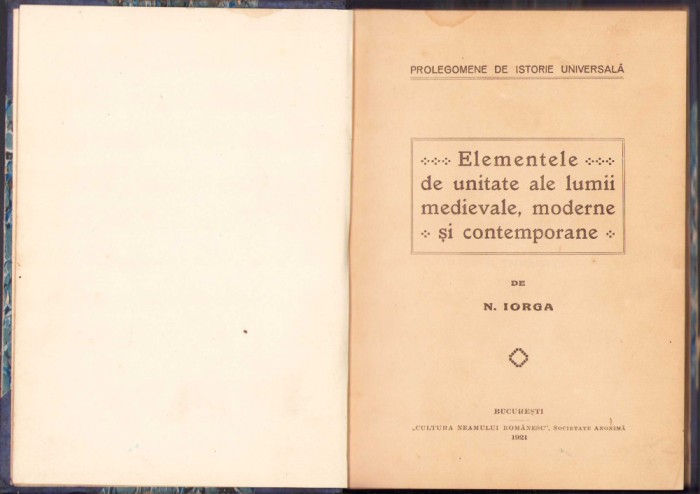 PROLEGOMENE DE ISTORIE UNIVERSALĂ
Elementele
de unitate ale lumii
medievale, moderne
și contemporane
DE
N. IORGA
BUCUREȘTI
„CULTURA NEAMULUI ROMÂNESC”, SOCIETATE ANONIMĂ
1921